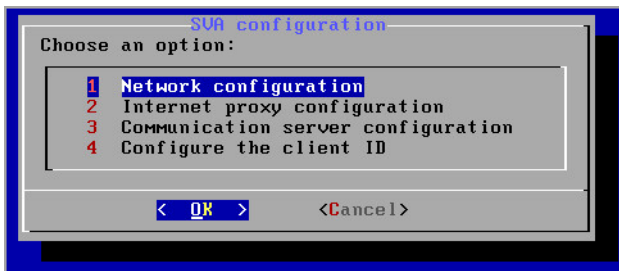 SVA configuration
Choose an option:
1 Network configuration
2 Internet proxy configuration
3 Communication server configuration
4 Configure the client ID
< OK > <Cancel>